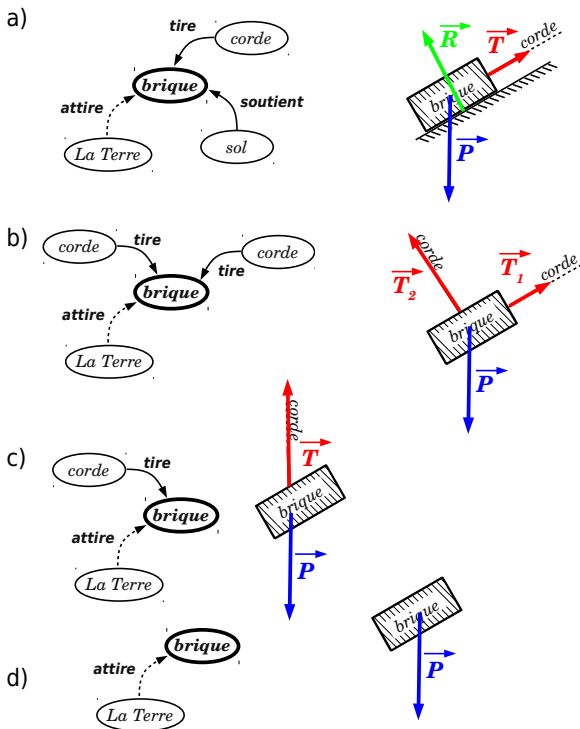 a)
tire
corde
brique
attire
soutient
La Terre
sol
R
T
corde
brique
P
b)
corde
tire
corde
tire
brique
attire
La Terre
corde
T2
T1
corde
brique
P
c)
corde
tire
brique
attire
La Terre
corde
T
brique
P
d)
brique
attire
La Terre
brique
P